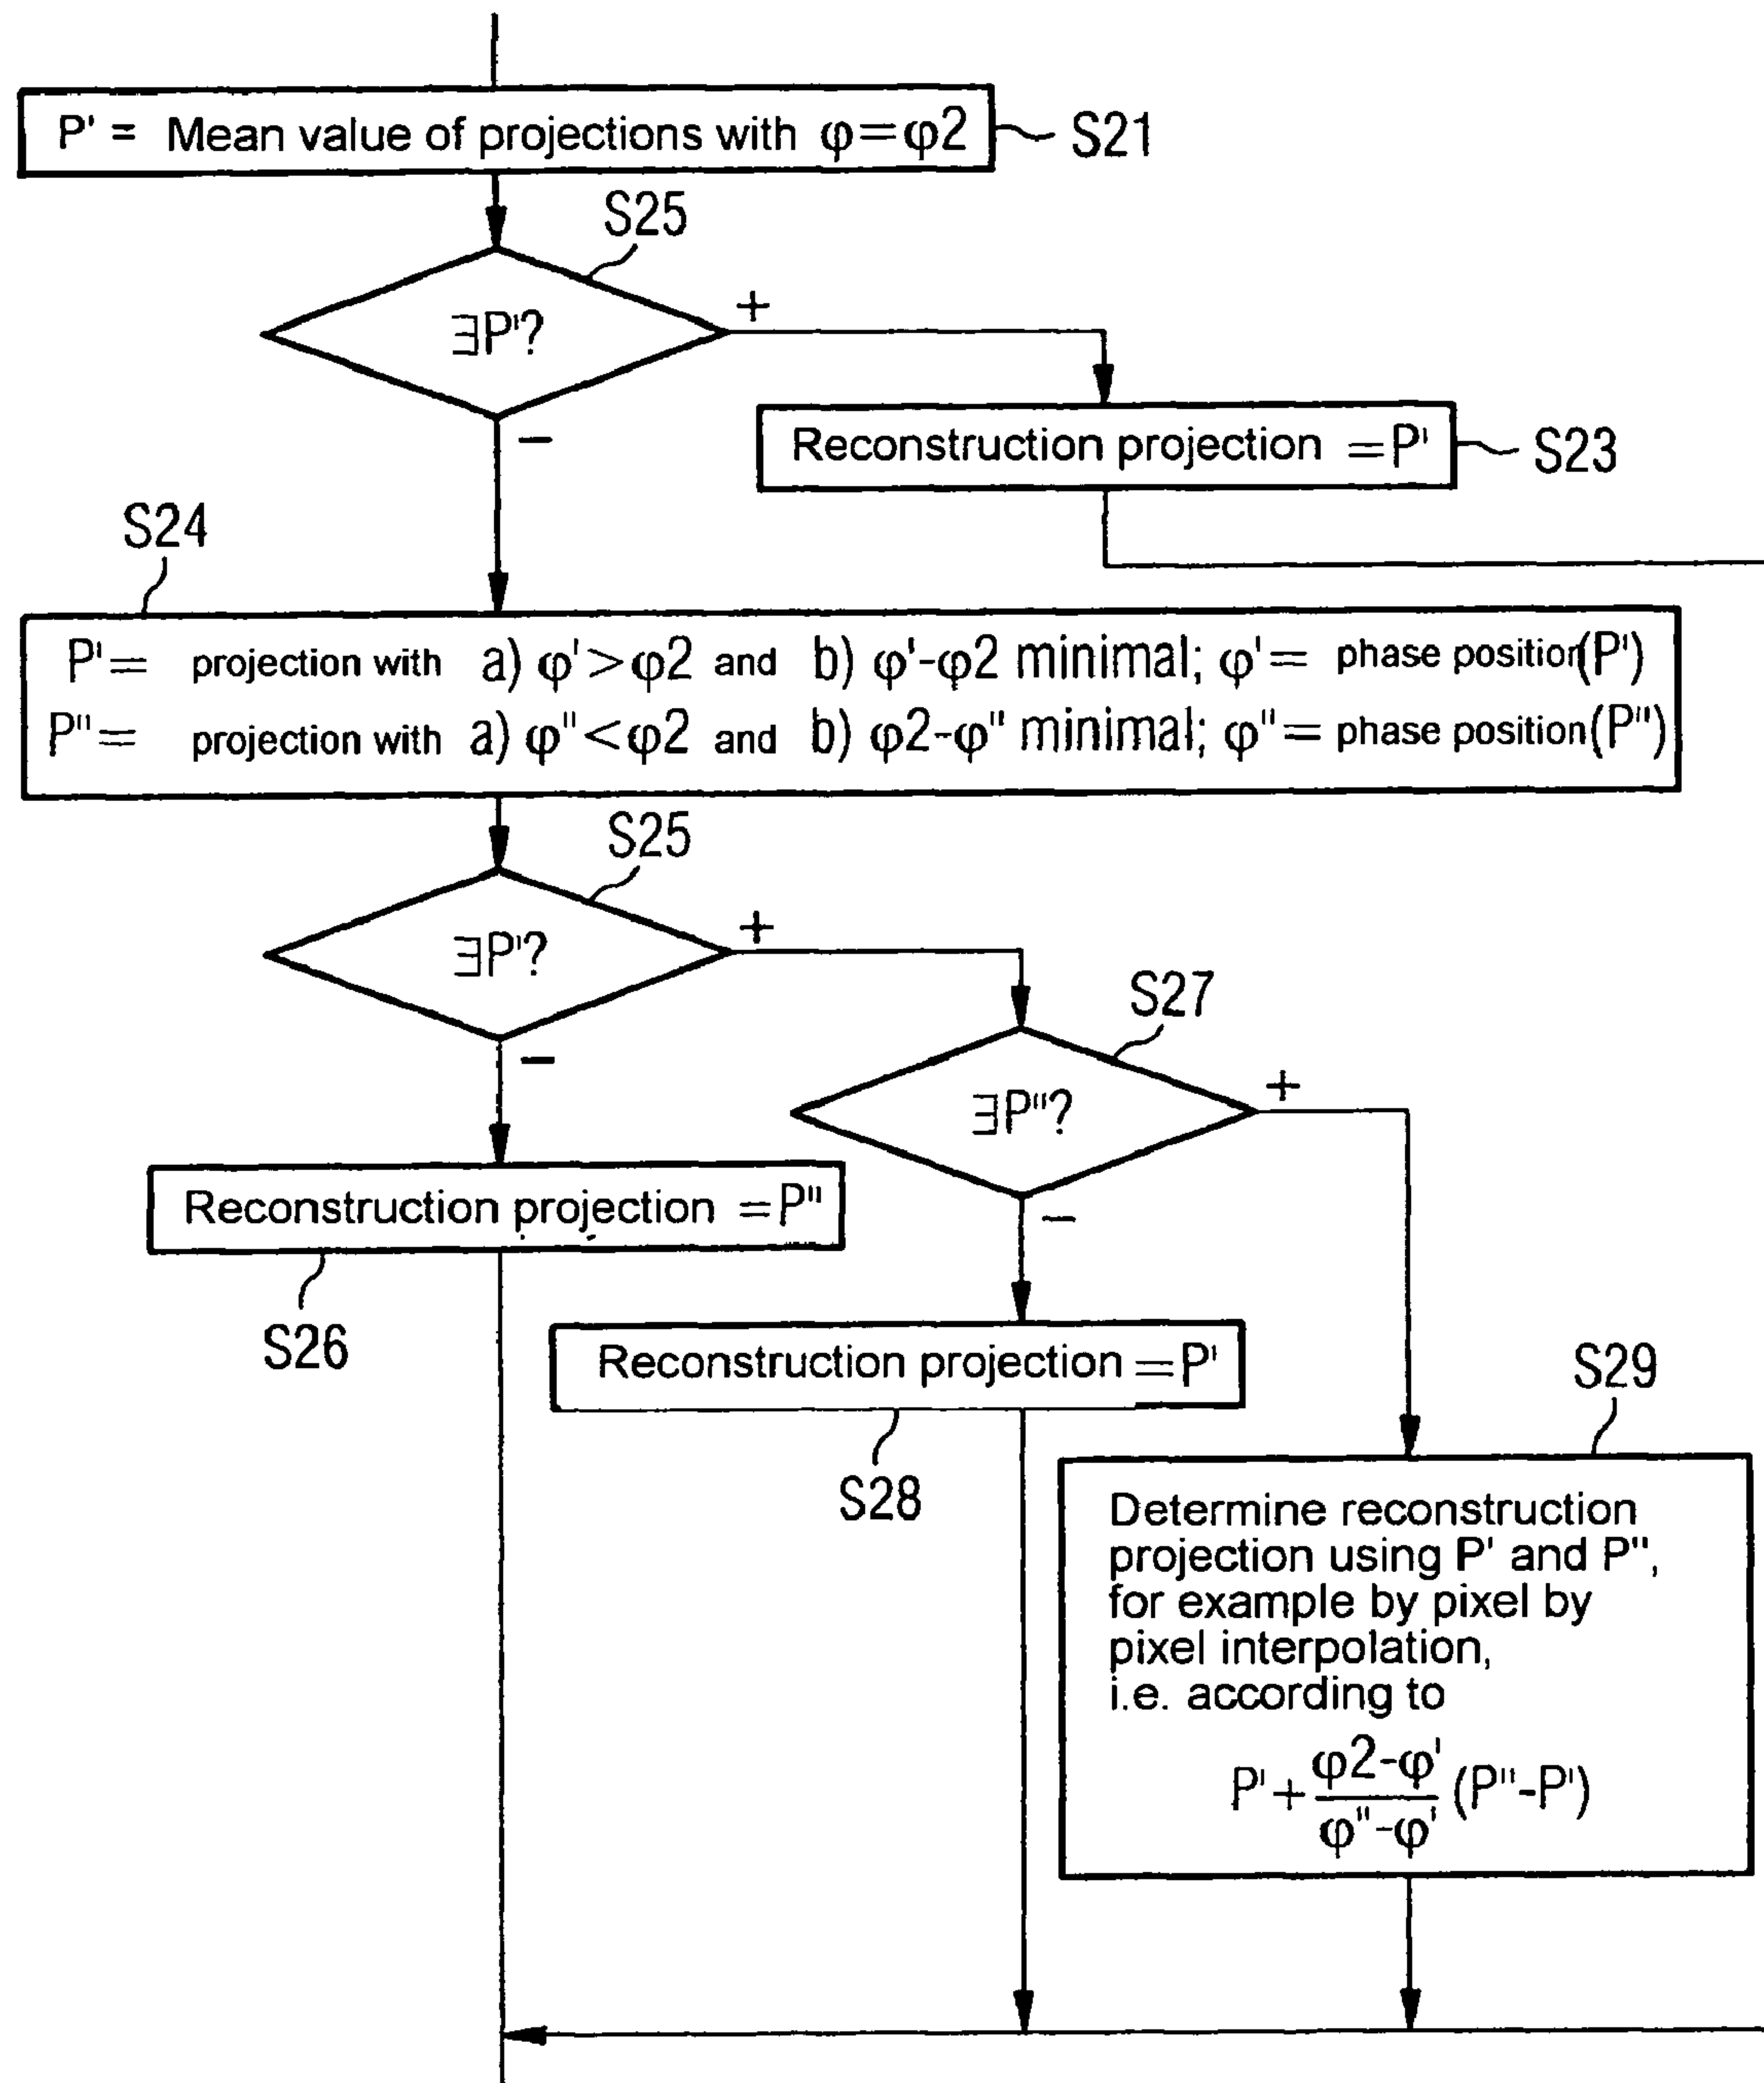 P' = Mean value of projections with φ=φ2
S21
S25
∃P'?
+
−
Reconstruction projection =P'
S23
S24
P'= projection with a) φ'>φ2 and b) φ'-φ2 minimal; φ'= phase position(P')
P''= projection with a) φ''<φ2 and b) φ2-φ'' minimal; φ''= phase position(P'')
S25
∃P'?
+
−
S27
∃P''?
+
−
Reconstruction projection =P''
S26
Reconstruction projection =P'
S28
S29
Determine reconstruction
projection using P' and P'',
for example by pixel by
pixel interpolation,
i.e. according to
φ2-φ'
P'+ (P''-P')
φ''-φ'